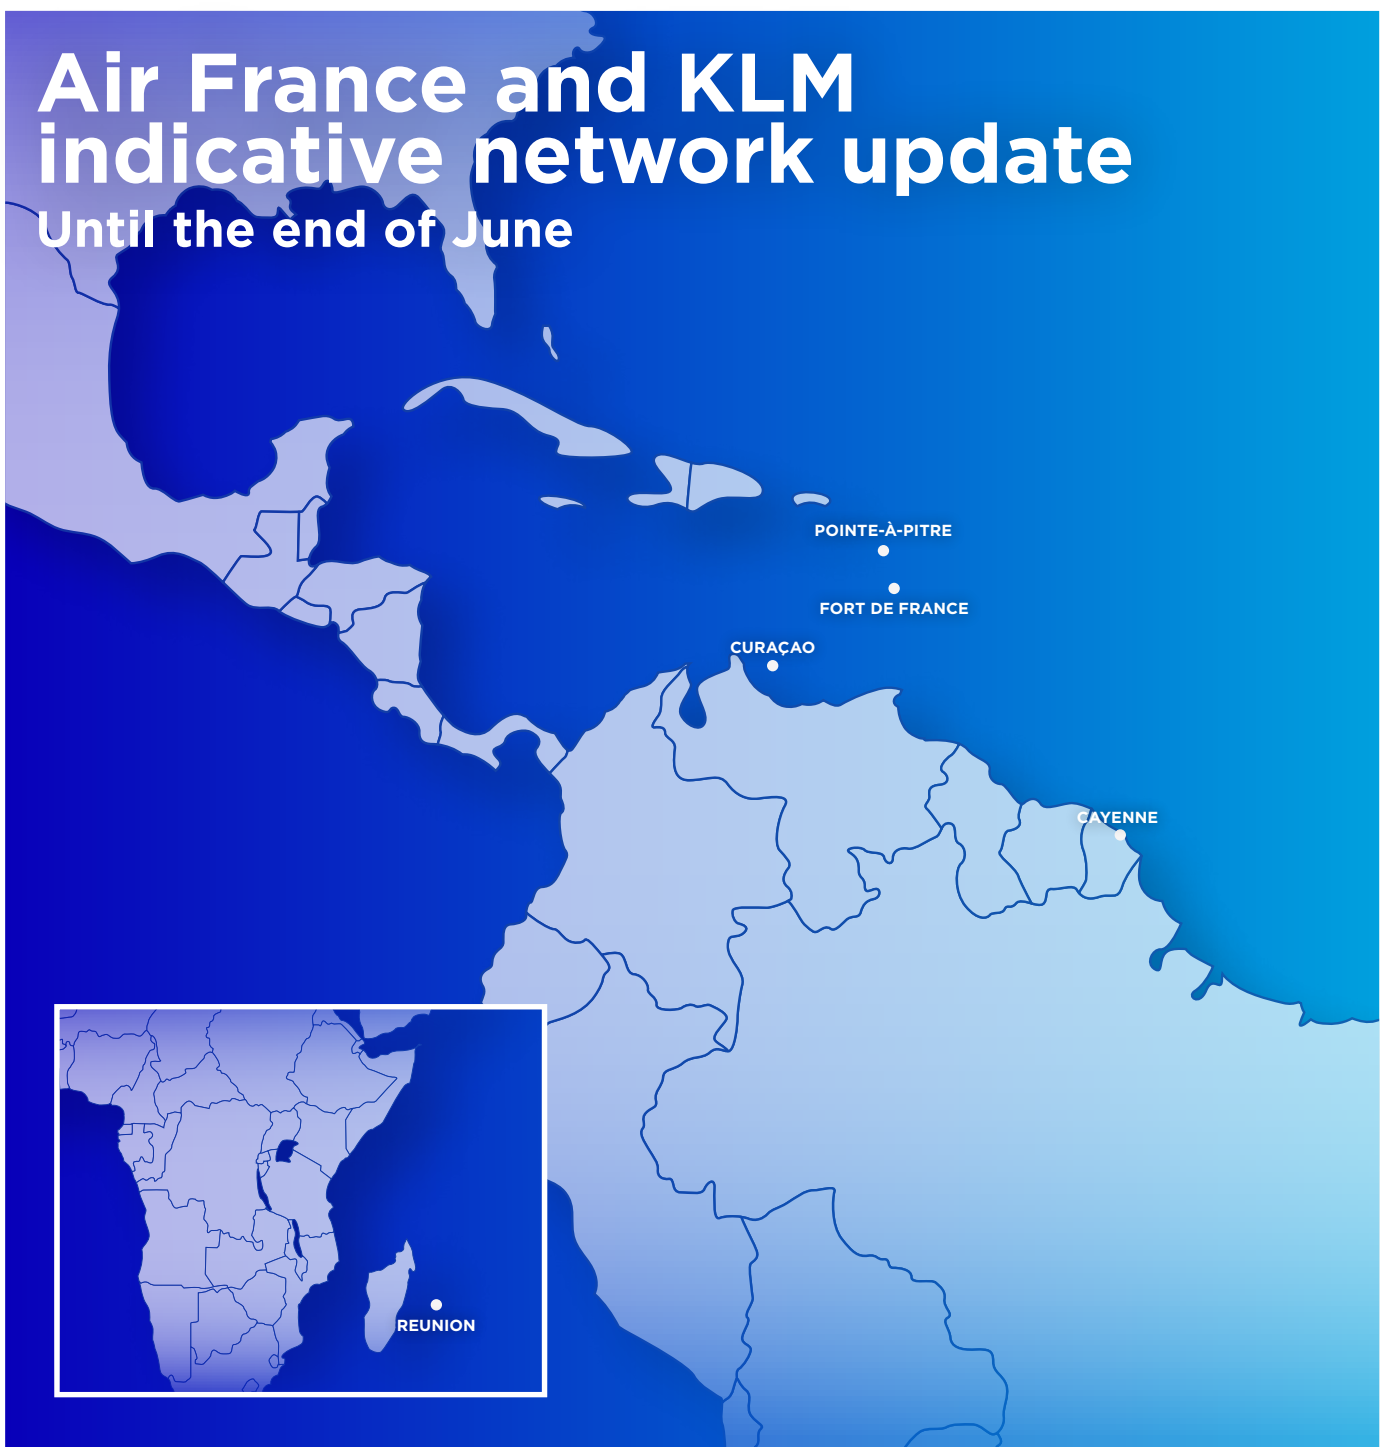 Air France and KLM
indicative network update
Until the end of June
POINTE-À-PITRE
FORT DE FRANCE
CURAÇAO
CAYENNE
REUNION